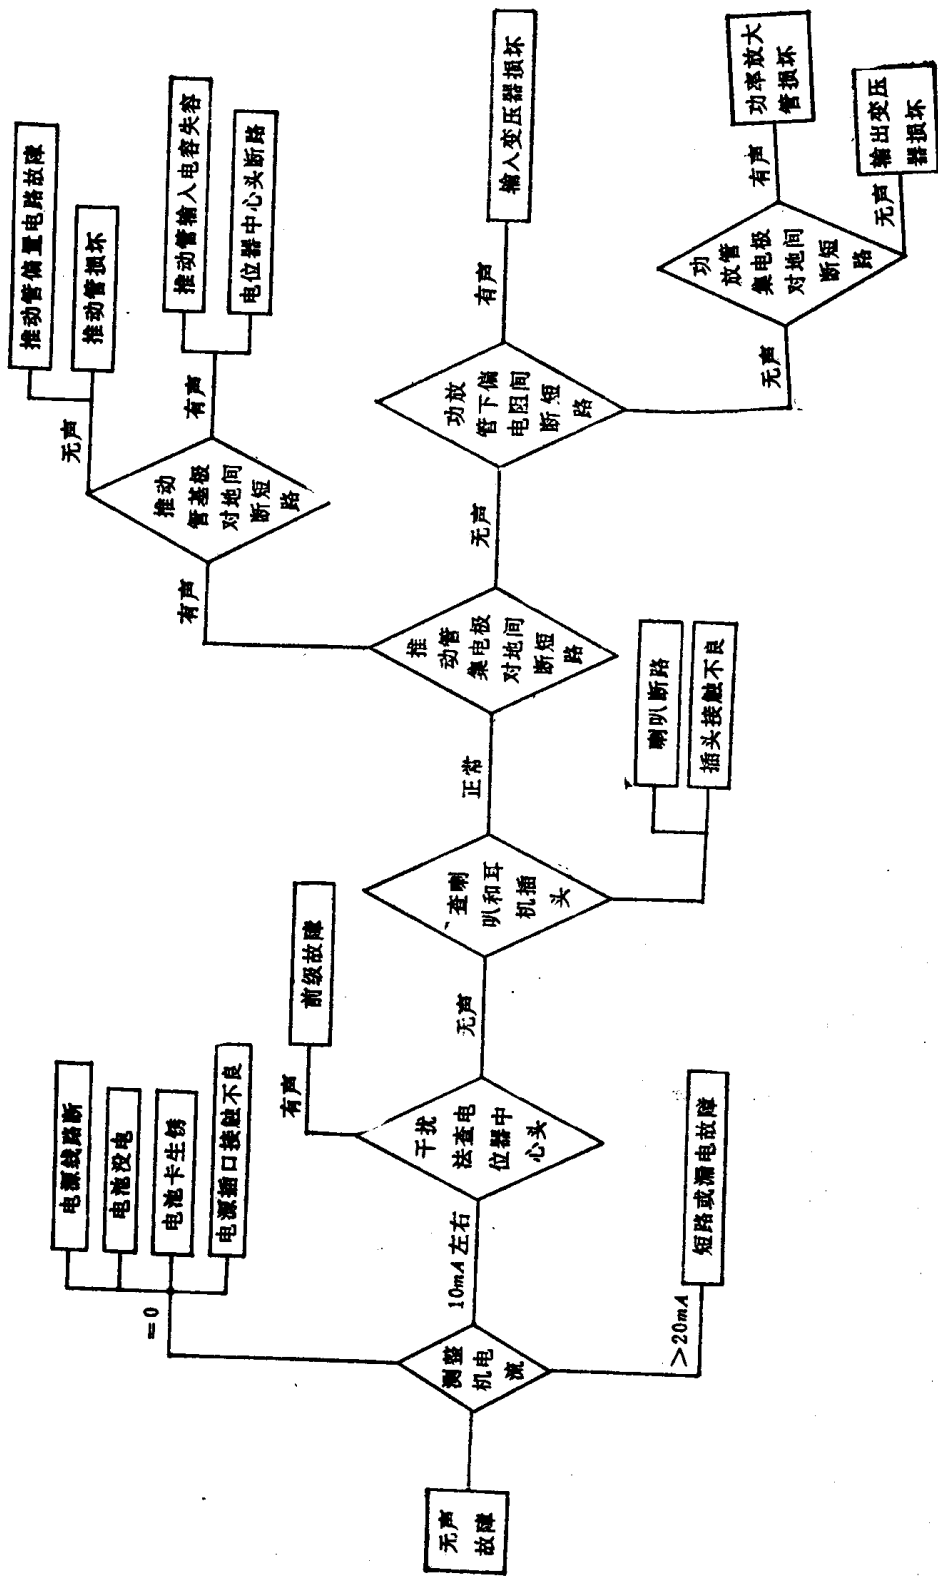 无声
故障
测整
机电
流
=0
电源线路断
电池没电
电池卡生锈
电源插口接触不良
>20mA
短路或漏电故障
10mA左右
干扰
法查电
位器中
心头
有声
前级故障
无声
查喇
叭和耳
机插
头
喇叭断路
插头接触不良
正常
推
动管
集电极
对地间
断短
路
有声
推动
管基极
对地间
断短
路
无声
推动管偏置电路故障
推动管损坏
有声
推动管输入电容失容
电位器中心头断路
无声
功放
管下偏
电阻间
断短
路
有声
输入变压器损坏
无声
功
放管
集电极
对地间
断短
路
有声
功率放大
管损坏
无声
输出变压
器损坏